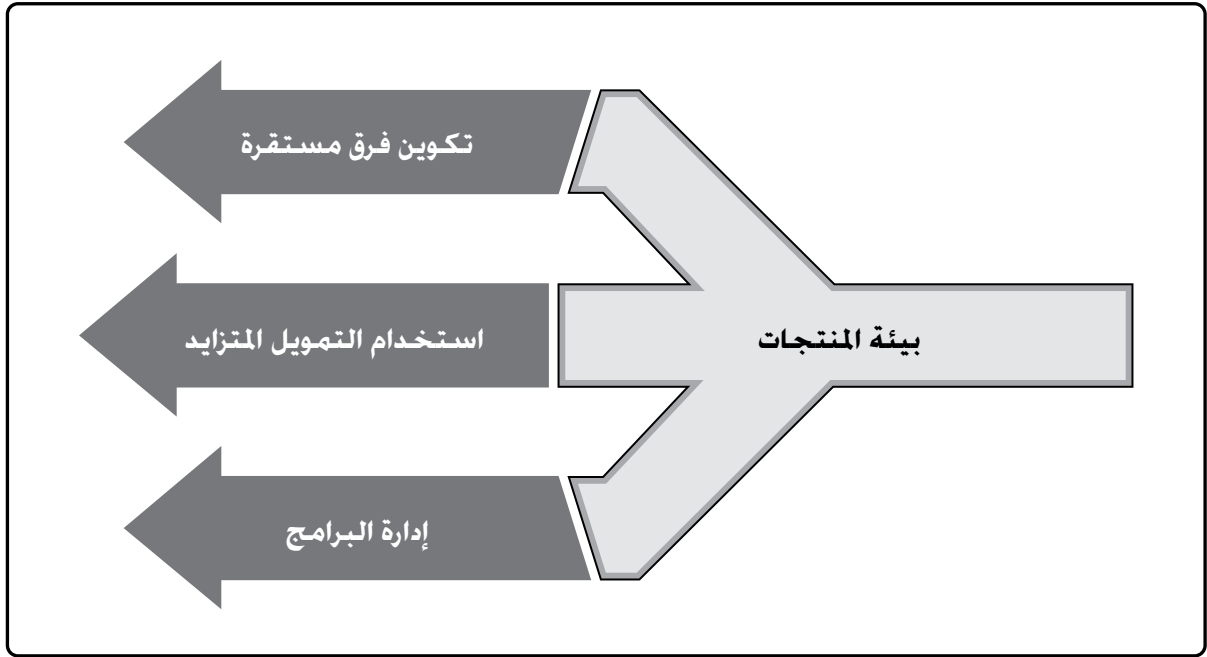 بيئة المنتجات
تكوين فرق مستقرة
استخدام التمويل المتزايد
إدارة البرامج